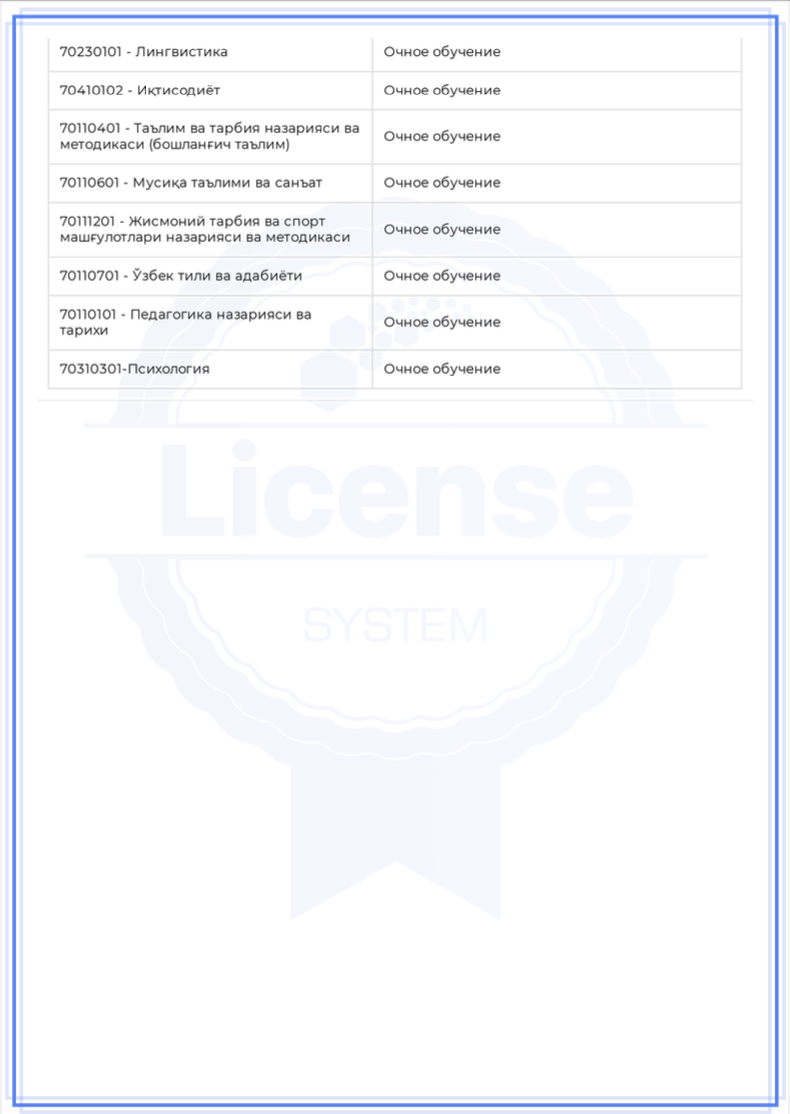 70230101 - Лингвистика
Очное обучение
70410102 - Иқтисодиёт
Очное обучение
70110401 - Таълим ва тарбия назарияси ва
методикаси (бошланғич таълим)
Очное обучение
70110601 - Мусиқа таълими ва санъат
Очное обучение
70111201 - Жисмоний тарбия ва спорт
машғулотлари назарияси ва методикаси
Очное обучение
70110701 - Ўзбек тили ва адабиёти
Очное обучение
70110101 - Педагогика назарияси ва
тарихи
Очное обучение
70310301-Психология
Очное обучение
License
SYSTEM